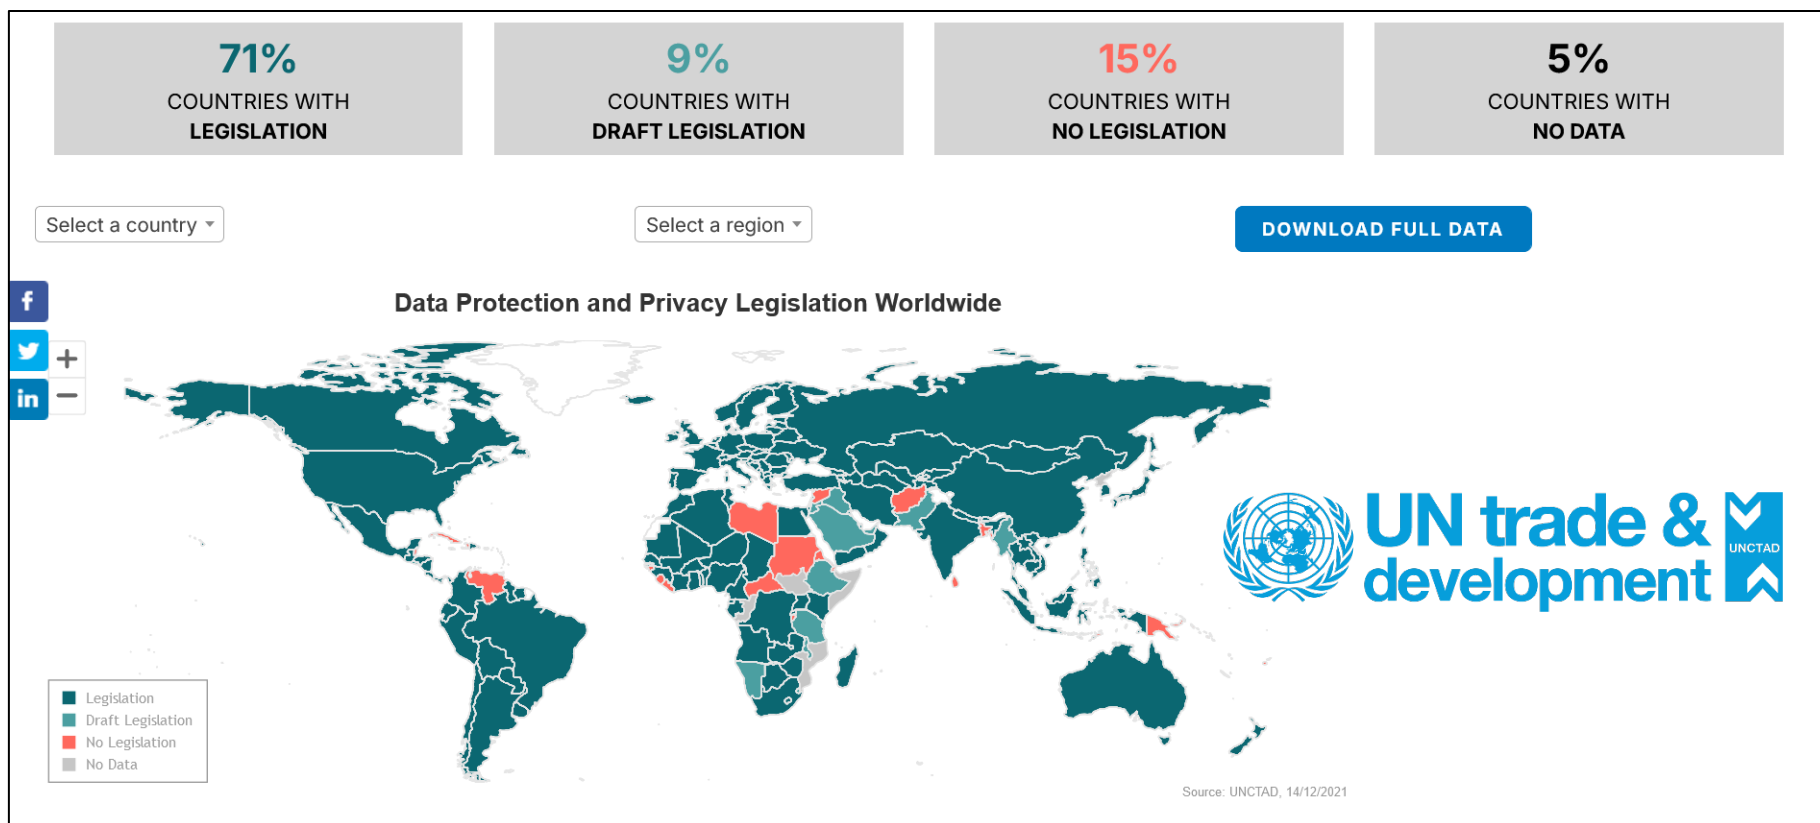 71%
COUNTRIES WITH
LEGISLATION
9%
COUNTRIES WITH
DRAFT LEGISLATION
15%
COUNTRIES WITH
NO LEGISLATION
5%
COUNTRIES WITH
NO DATA
Select a country
Select a region
DOWNLOAD FULL DATA
f
in
+
−
Data Protection and Privacy Legislation Worldwide
UN trade &
development
UNCTAD
Legislation
Draft Legislation
No Legislation
No Data
Source: UNCTAD, 14/12/2021